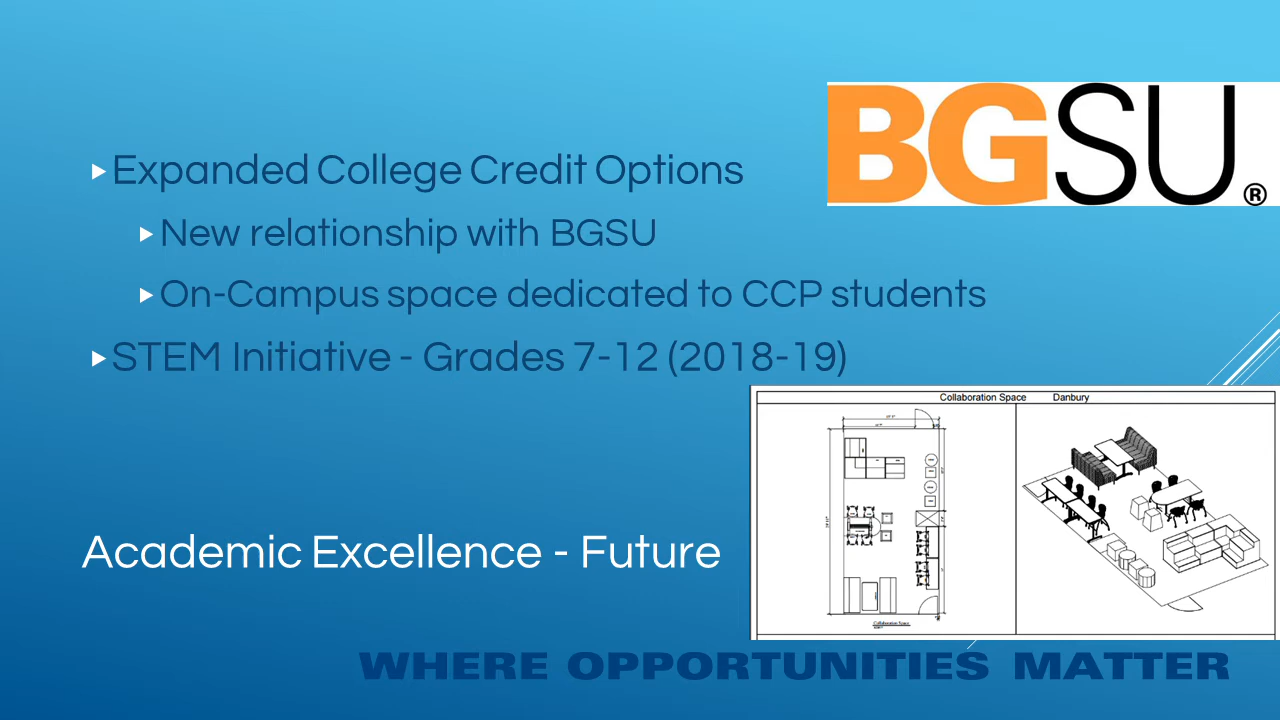 BGSU®
Expanded College Credit Options
New relationship with BGSU
On-Campus space dedicated to CCP students
STEM Initiative - Grades 7-12 (2018-19)
Collaboration Space Danbury
Collaboration Space
Academic Excellence - Future
WHERE OPPORTUNITIES MATTER